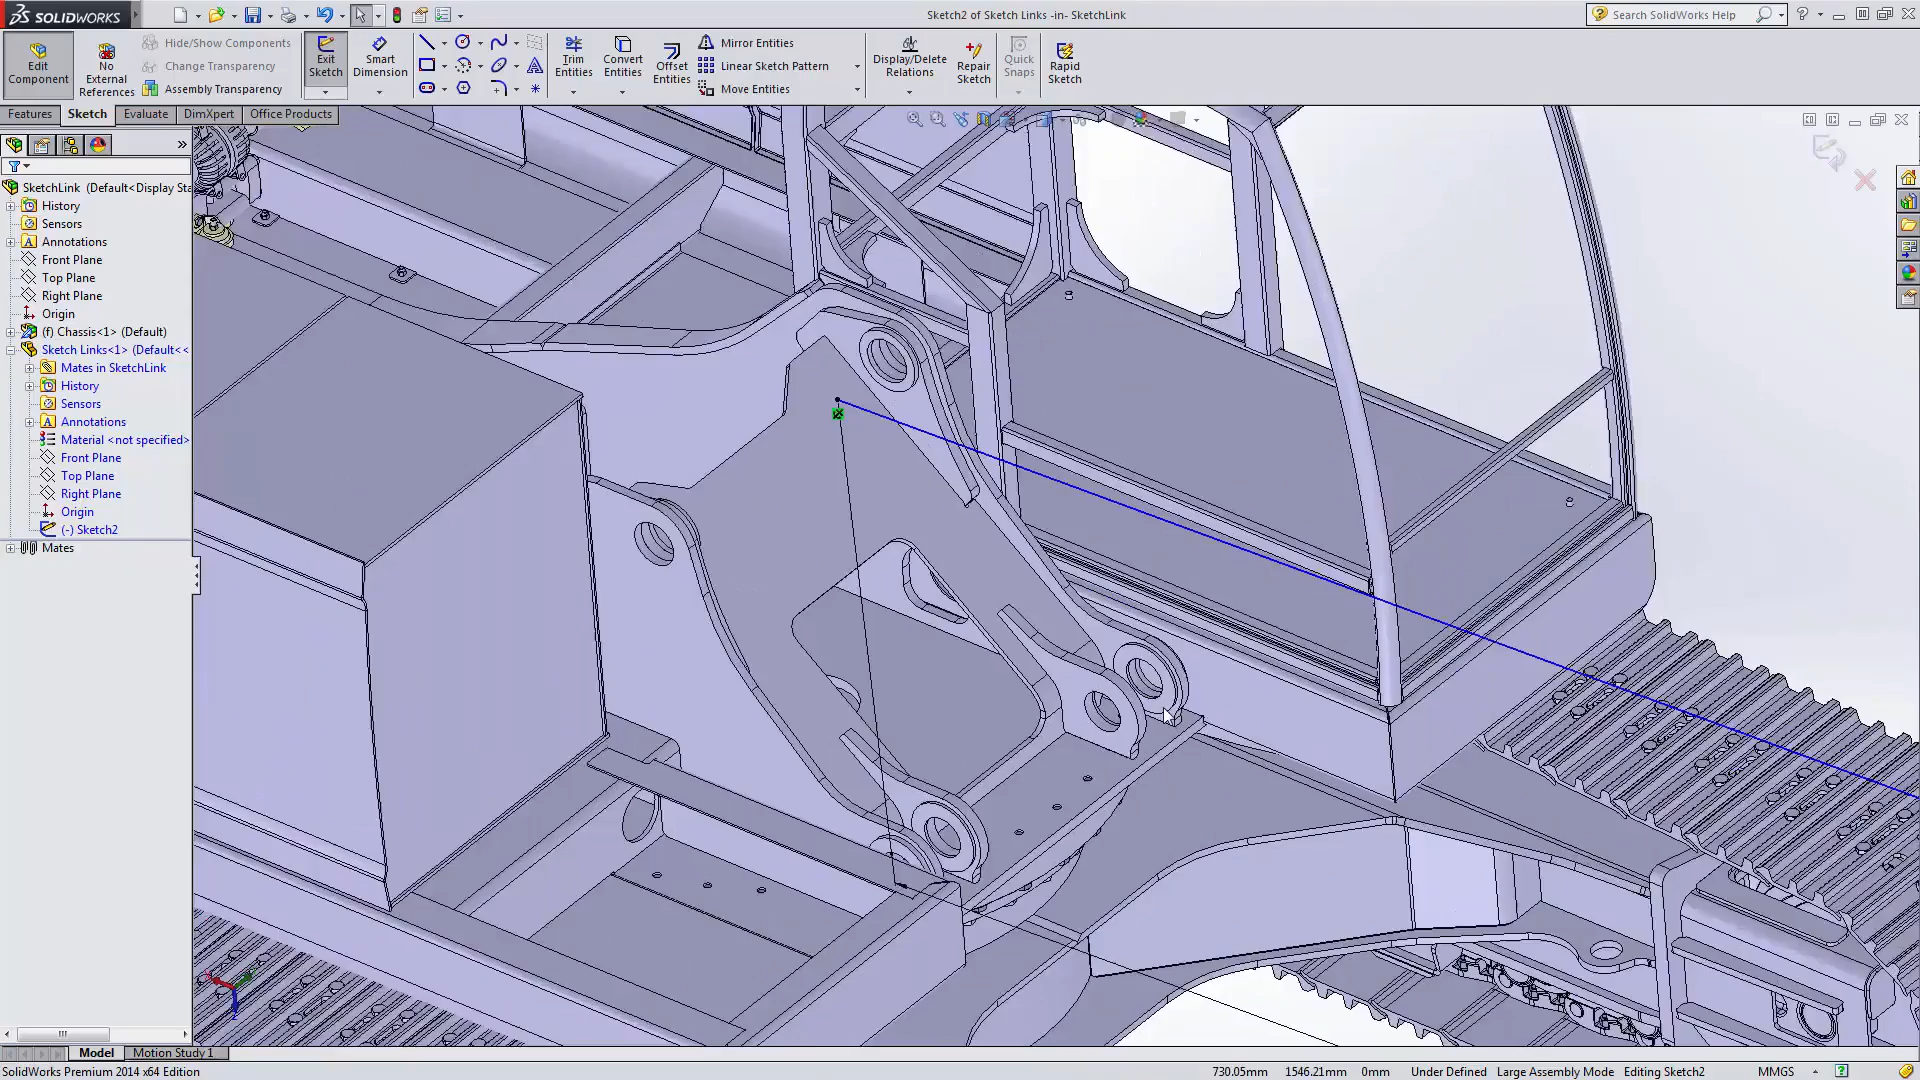 SOLIDWORKS
Sketch2 of Sketch Links -in- SketchLink
Search SolidWorks Help
Edit Component
No External References
Hide/Show Components
Change Transparency
Assembly Transparency
Exit Sketch
Smart Dimension
Trim Entities
Convert Entities
Offset Entities
Mirror Entities
Linear Sketch Pattern
Move Entities
Display/Delete Relations
Repair Sketch
Quick Snaps
Rapid Sketch
Features
Sketch
Evaluate
DimXpert
Office Products
SketchLink (Default<Display Sta
History
Sensors
Annotations
Front Plane
Top Plane
Right Plane
Origin
(f) Chassis<1> (Default)
Sketch Links<1> (Default<<
Mates in SketchLink
History
Sensors
Annotations
Material <not specified>
Front Plane
Top Plane
Right Plane
Origin
(-) Sketch2
Mates
Model
Motion Study 1
SolidWorks Premium 2014 x64 Edition
730.05mm 1546.21mm 0mm Under Defined Large Assembly Mode Editing Sketch2 MMGS